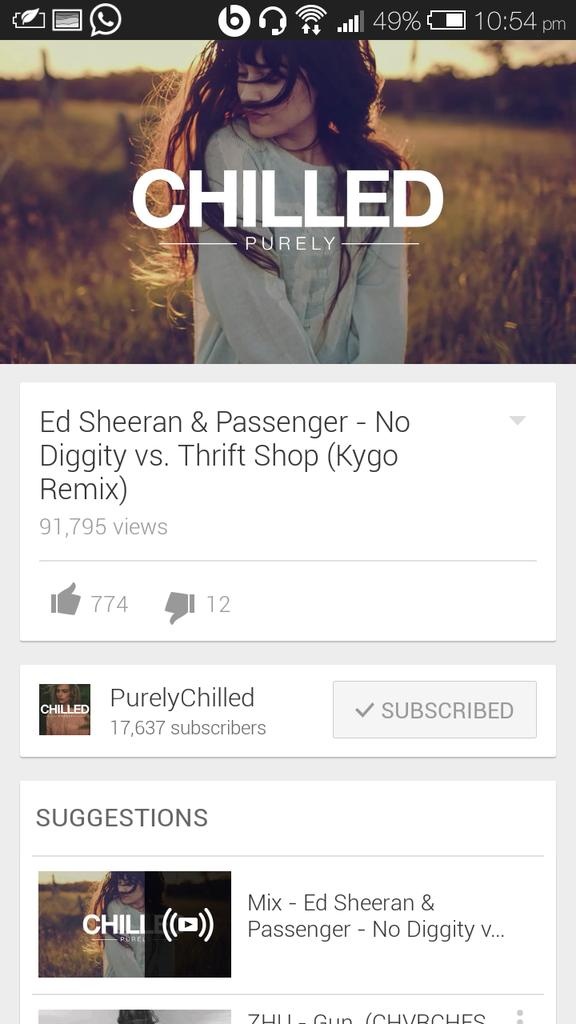 49% 10:54 pm
CHILLED
PURELY
Ed Sheeran & Passenger - No
Diggity vs. Thrift Shop (Kygo
Remix)
91,795 views
774 12
CHILLED
PurelyChilled
17,637 subscribers
SUBSCRIBED
SUGGESTIONS
CHILL
PUREL
Mix - Ed Sheeran &
Passenger - No Diggity v...
ZHU - Gun (CHVRCHES